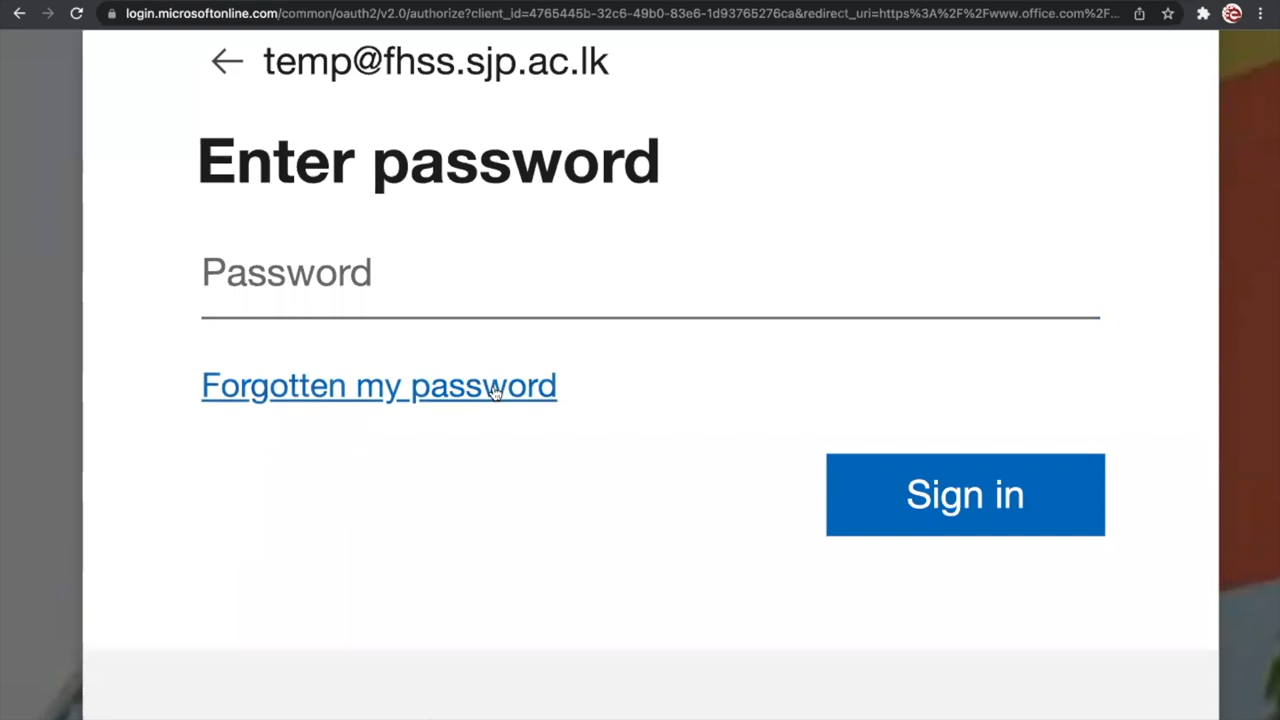 login.microsoftonline.com/common/oauth2/v2.0/authorize?client_id=4765445b-32c6-49b0-83e6-1d93765276ca&redirect_uri=https%3A%2F%2Fwww.office.com%2F...
temp@fhss.sjp.ac.lk
Enter password
Password
Forgotten my password
Sign in